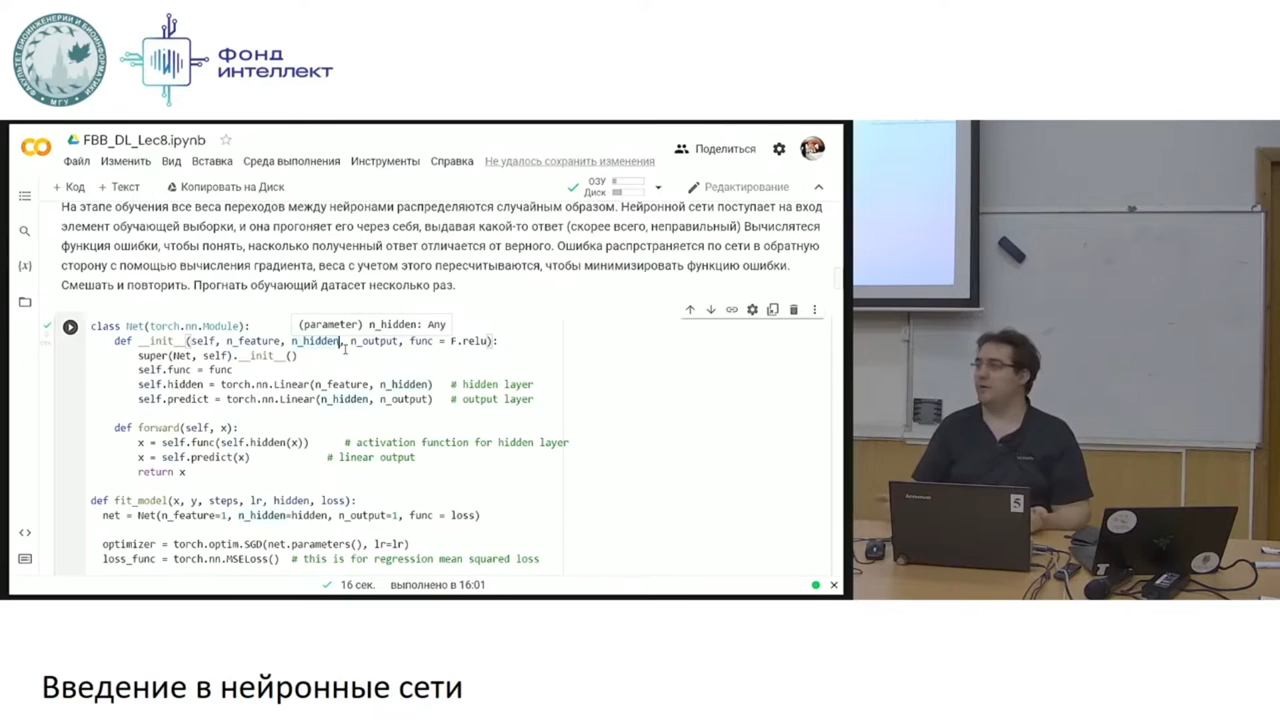 ФАКУЛЬТЕТ БИОИНЖЕНЕРИИ И БИОИНФОРМАТИКИ
МГУ
Фонд
ИНТЕЛЛЕКТ
FBB_DL_Lec8.ipynb
Поделиться
Файл Изменить Вид Вставка Среда выполнения Инструменты Справка Не удалось сохранить изменения
+ Код + Текст Копировать на Диск ОЗУ Диск Редактирование
На этапе обучения все веса переходов между нейронами распределяются случайным образом. Нейронной сети поступает на вход
элемент обучающей выборки, и она прогоняет его через себя, выдавая какой-то ответ (скорее всего, неправильный) Вычислятеся
функция ошибки, чтобы понять, насколько полученный ответ отличается от верного. Ошибка распрстраняется по сети в обратную
сторону с помощью вычисления градиента, веса с учетом этого пересчитываются, чтобы минимизировать функцию ошибки.
Смешать и повторить. Прогнать обучающий датасет несколько раз.
class Net(torch.nn.Module):
(parameter) n_hidden: Any
def __init__(self, n_feature, n_hidden, n_output, func = F.relu):
super(Net, self).__init__()
self.func = func
self.hidden = torch.nn.Linear(n_feature, n_hidden) # hidden layer
self.predict = torch.nn.Linear(n_hidden, n_output) # output layer
def forward(self, x):
x = self.func(self.hidden(x)) # activation function for hidden layer
x = self.predict(x) # linear output
return x
def fit_model(x, y, steps, lr, hidden, loss):
net = Net(n_feature=1, n_hidden=hidden, n_output=1, func = loss)
optimizer = torch.optim.SGD(net.parameters(), lr=lr)
loss_func = torch.nn.MSELoss() # this is for regression mean squared loss
16 сек. выполнено в 16:01
Lenovo
5
Введение в нейронные сети